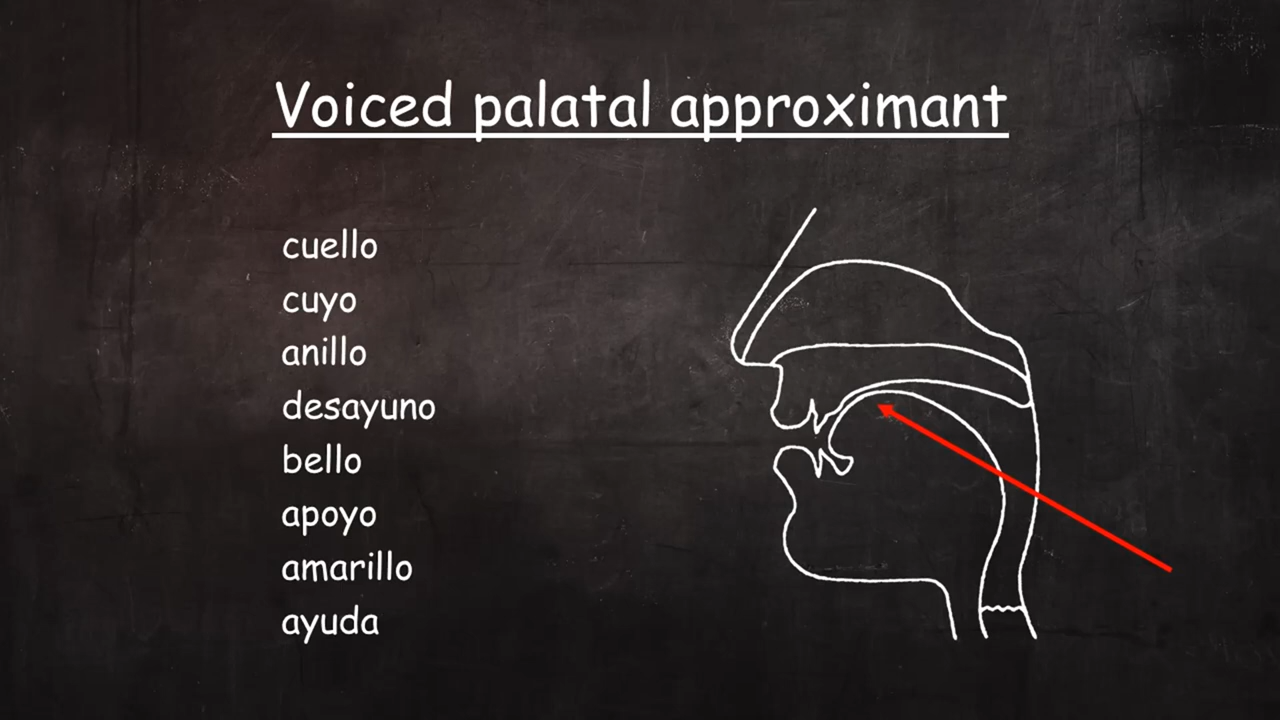 Voiced palatal approximant
cuello
cuyo
anillo
desayuno
bello
apoyo
amarillo
ayuda